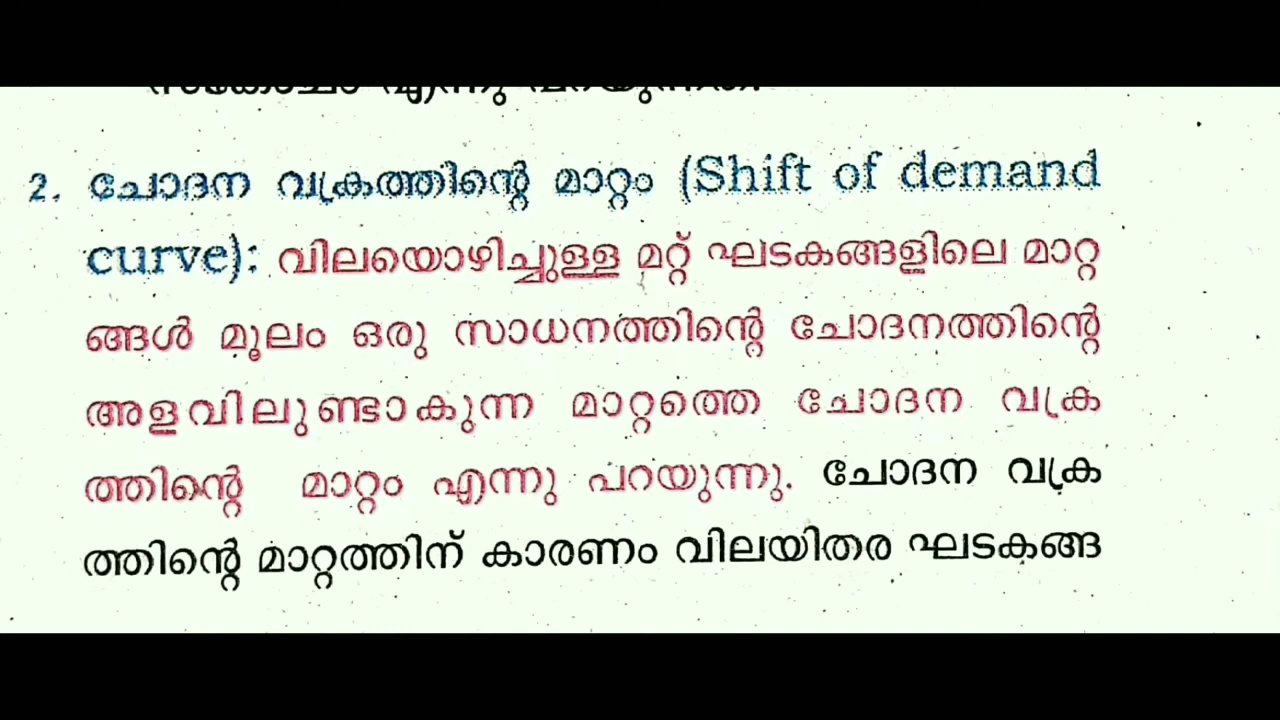 2. ചോദന വക്രത്തിന്റെ മാറ്റം (Shift of demand
curve): വിലയൊഴിച്ചുള്ള മറ്റ് ഘടകങ്ങളിലെ മാറ്റ
ങ്ങൾ മൂലം ഒരു സാധനത്തിന്റെ ചോദനത്തിന്റെ
അളവിലുണ്ടാകുന്ന മാറ്റത്തെ ചോദന വക്ര
ത്തിന്റെ മാറ്റം എന്നു പറയുന്നു. ചോദന വക്ര
ത്തിന്റെ മാറ്റത്തിന് കാരണം വിലയിതര ഘടകങ്ങ